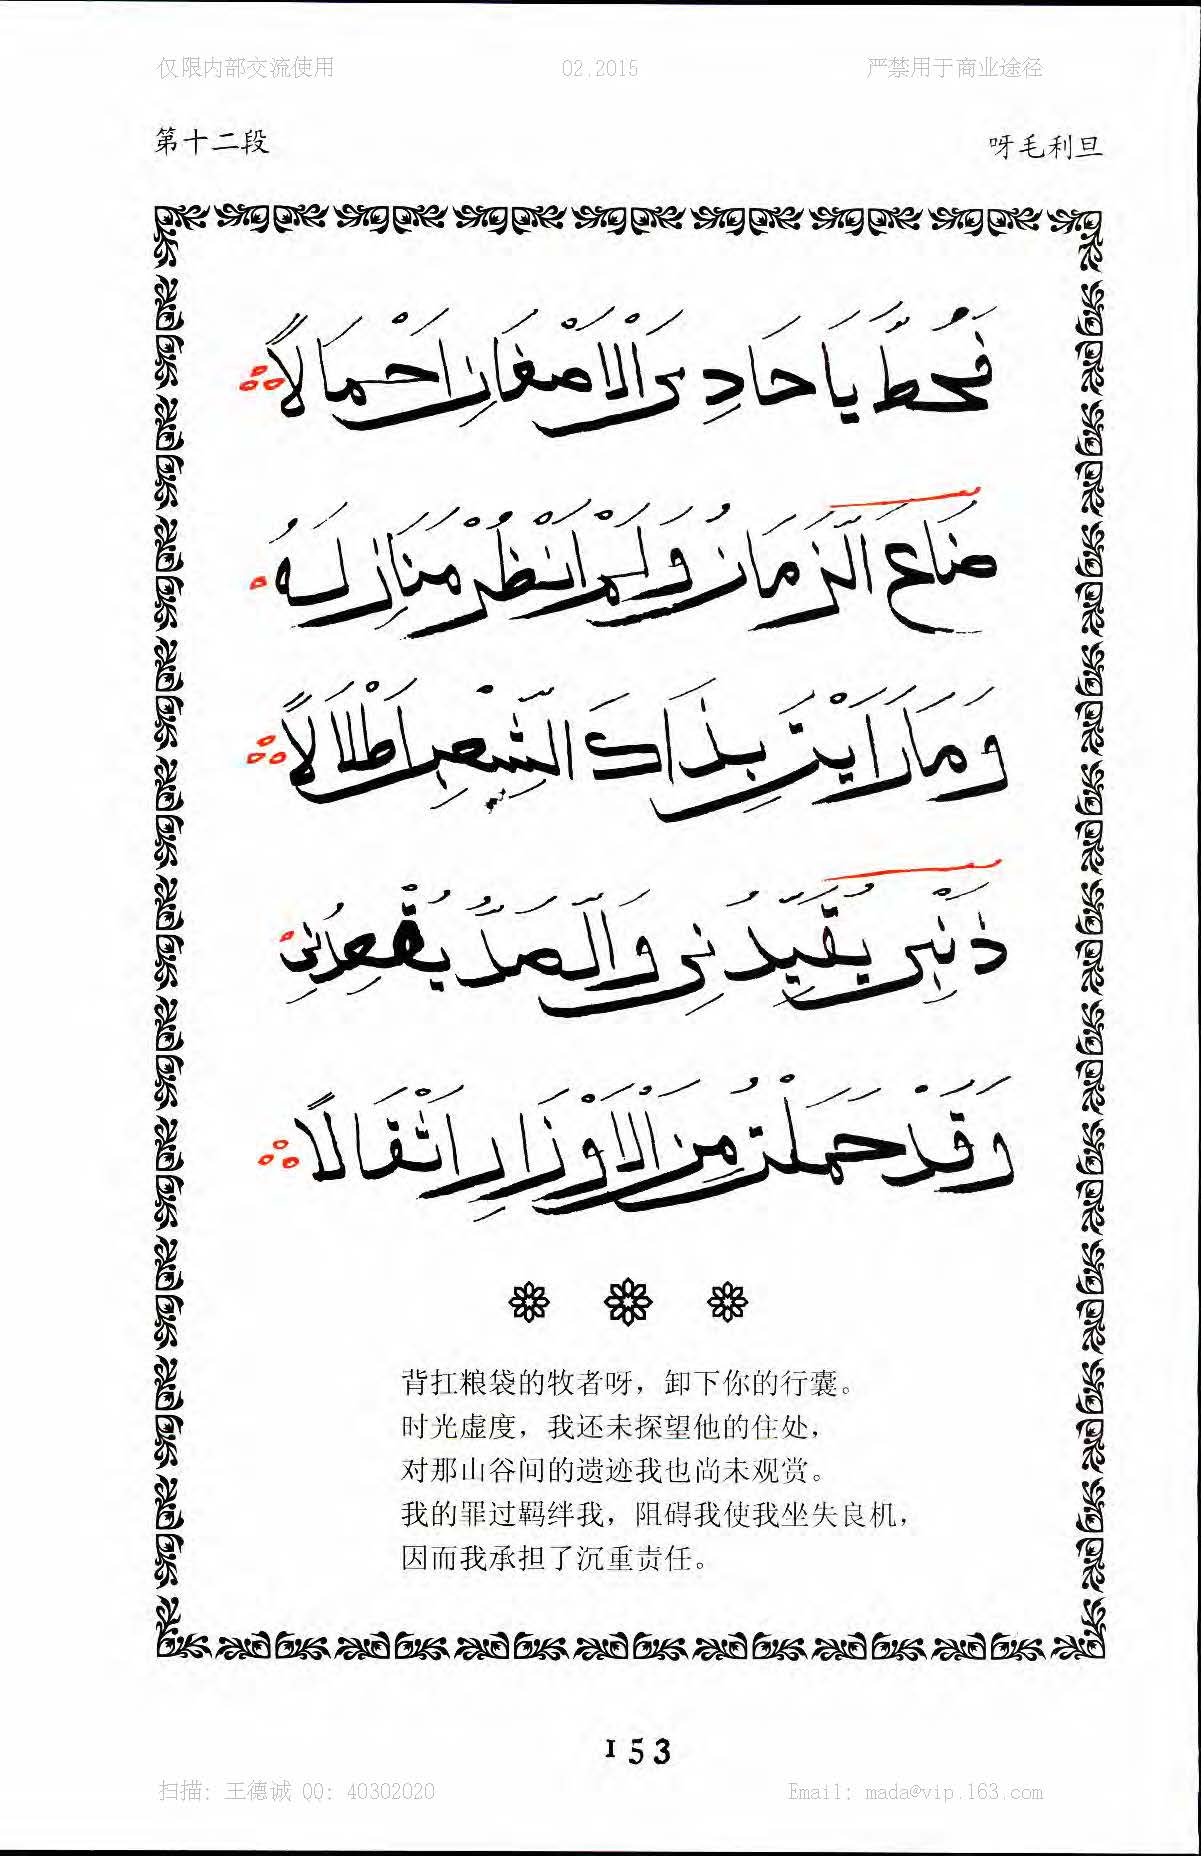 仅限内部交流使用 02.2015 严禁用于商业途径
第十二段 呀毛利旦
فَحُطَّ يَا حَادِىَ الْاَصْغَانِ اَحْمَالًا
ضَاعَ الزَّمَانُ وَلَمْ اَنْظُرْ مَنَازِلَهُ
وَمَارَاَيْتَ بِذَاكَ الشِّعْبِ اَطْلَالًا
ذَنْبِى يُقَيِّدُنِى وَالصَّدُّ يُقْعِدُنِى
وَقَدْ حَمَلْتُ مِنَ الْاَوْزَارِ اَثْقَالًا
背扛粮袋的牧者呀，卸下你的行囊。
时光虚度，我还未探望他的住处，
对那山谷间的遗迹我也尚未观赏。
我的罪过羁绊我，阻碍我使我坐失良机，
因而我承担了沉重责任。
153
扫描: 王德诚 QQ: 40302020 Email: mada@vip.163.com